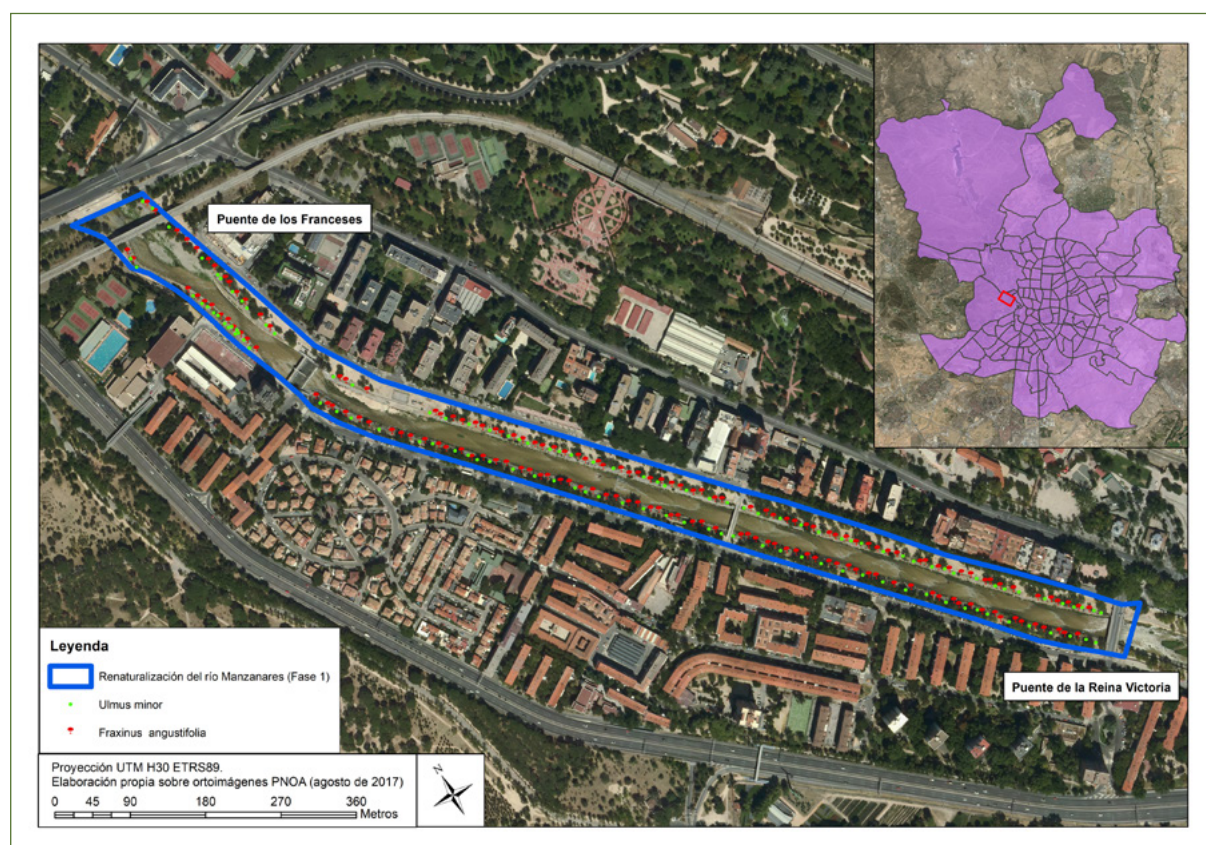 Puente de los Franceses
Puente de la Reina Victoria
Leyenda
Renaturalización del río Manzanares (Fase 1)
Ulmus minor
Fraxinus angustifolia
Proyección UTM H30 ETRS89.
Elaboración propia sobre ortoimágenes PNOA (agosto de 2017)
0 45 90 180 270 360
Metros
N